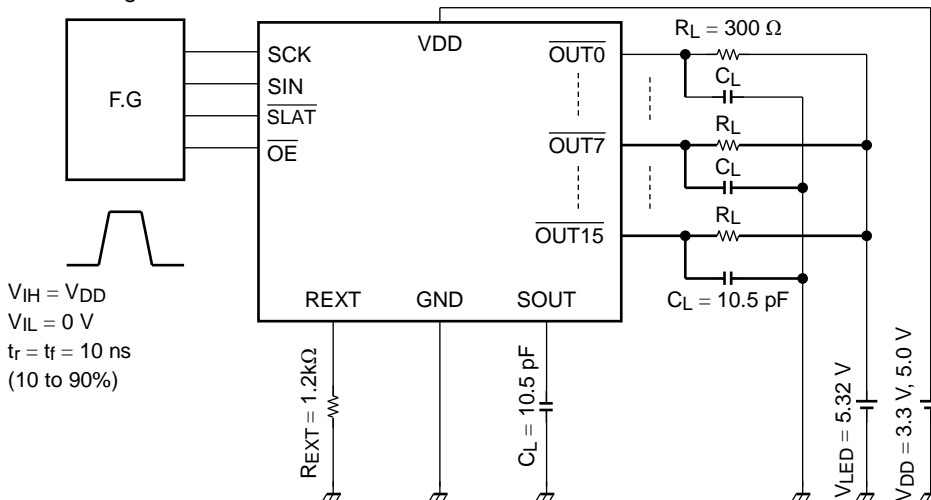 F.G
SCK
SIN
SLAT
OE
VDD
OUT0
OUT7
OUT15
REXT
GND
SOUT
RL = 300 Ω
CL
RL
CL
RL
CL = 10.5 pF
VIH = VDD
VIL = 0 V
tr = tf = 10 ns
(10 to 90%)
REXT = 1.2kΩ
CL = 10.5 pF
VLED = 5.32 V
VDD = 3.3 V, 5.0 V